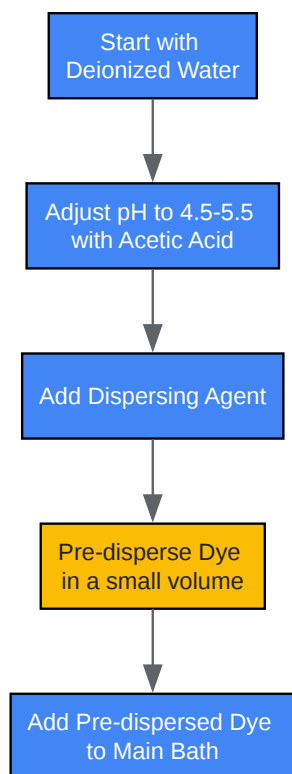 Start with
Deionized Water
Adjust pH to 4.5-5.5
with Acetic Acid
Add Dispersing Agent
Pre-disperse Dye
in a small volume
Add Pre-dispersed Dye
to Main Bath